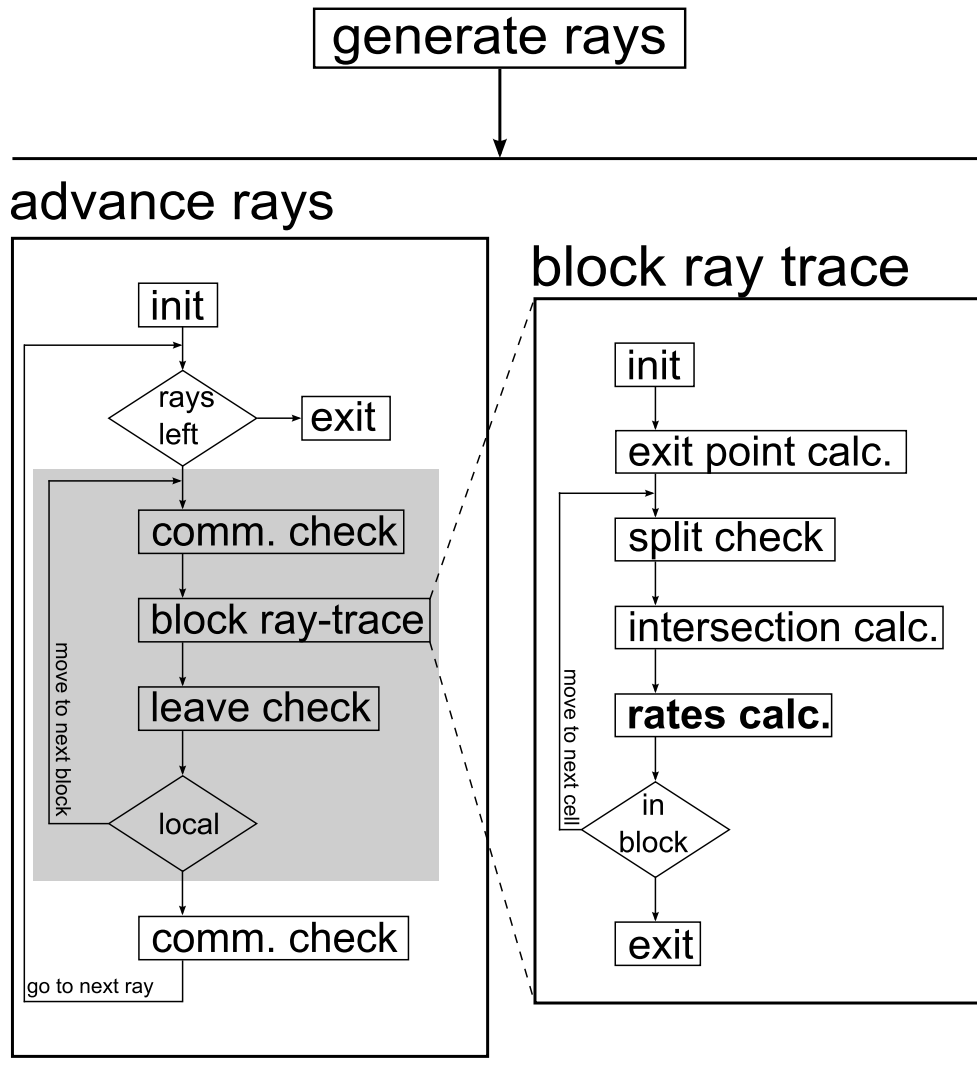 generate rays
advance rays
init
rays
left
exit
comm. check
block ray-trace
leave check
move to next block
local
comm. check
go to next ray
block ray trace
init
exit point calc.
split check
intersection calc.
rates calc.
move to next cell
in
block
exit